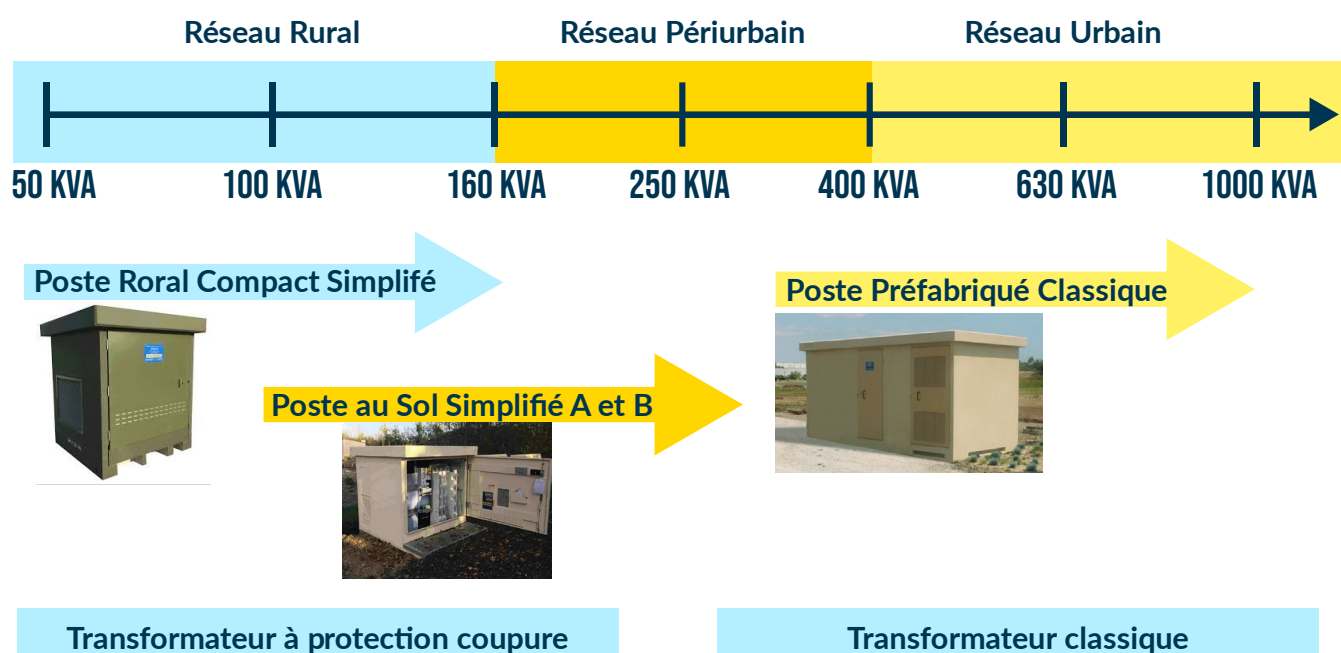 Réseau Rural
Réseau Périurbain
Réseau Urbain
50 KVA
100 KVA
160 KVA
250 KVA
400 KVA
630 KVA
1000 KVA
Poste Roral Compact Simplifé
Poste Préfabriqué Classique
Poste au Sol Simplifié A et B
Transformateur à protection coupure
Transformateur classique